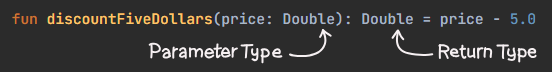 fun discountFiveDollars(price: Double): Double = price - 5.0
Parameter Type
Return Type